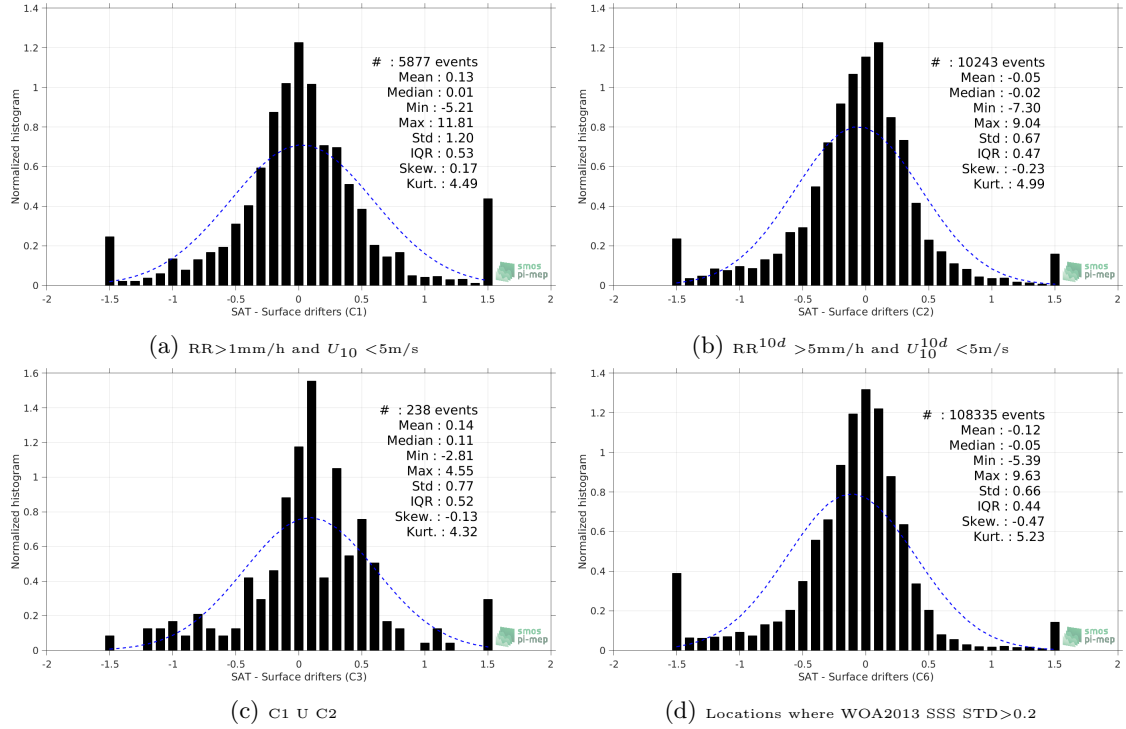 1.4
1.2
1
0.8
0.6
0.4
0.2
0
Normalized histogram
# : 5877 events
Mean : 0.13
Median : 0.01
Min : -5.21
Max : 11.81
Std : 1.20
IQR : 0.53
Skew. : 0.17
Kurt. : 4.49
smos
pi-mep
-2 -1.5 -1 -0.5 0 0.5 1 1.5 2
SAT - Surface drifters (C1)
(a) RR>1mm/h and U10 <5m/s
1.4
1.2
1
0.8
0.6
0.4
0.2
0
Normalized histogram
# : 10243 events
Mean : -0.05
Median : -0.02
Min : -7.30
Max : 9.04
Std : 0.67
IQR : 0.47
Skew. : -0.23
Kurt. : 4.99
smos
pi-mep
-2 -1.5 -1 -0.5 0 0.5 1 1.5 2
SAT - Surface drifters (C2)
(b) RR10d >5mm/h and U10 10d <5m/s
1.6
1.4
1.2
1
0.8
0.6
0.4
0.2
0
Normalized histogram
# : 238 events
Mean : 0.14
Median : 0.11
Min : -2.81
Max : 4.55
Std : 0.77
IQR : 0.52
Skew. : -0.13
Kurt. : 4.32
smos
pi-mep
-2 -1.5 -1 -0.5 0 0.5 1 1.5 2
SAT - Surface drifters (C3)
(c) C1 U C2
1.4
1.2
1
0.8
0.6
0.4
0.2
0
Normalized histogram
# : 108335 events
Mean : -0.12
Median : -0.05
Min : -5.39
Max : 9.63
Std : 0.66
IQR : 0.44
Skew. : -0.47
Kurt. : 5.23
smos
pi-mep
-2 -1.5 -1 -0.5 0 0.5 1 1.5 2
SAT - Surface drifters (C6)
(d) Locations where WOA2013 SSS STD>0.2